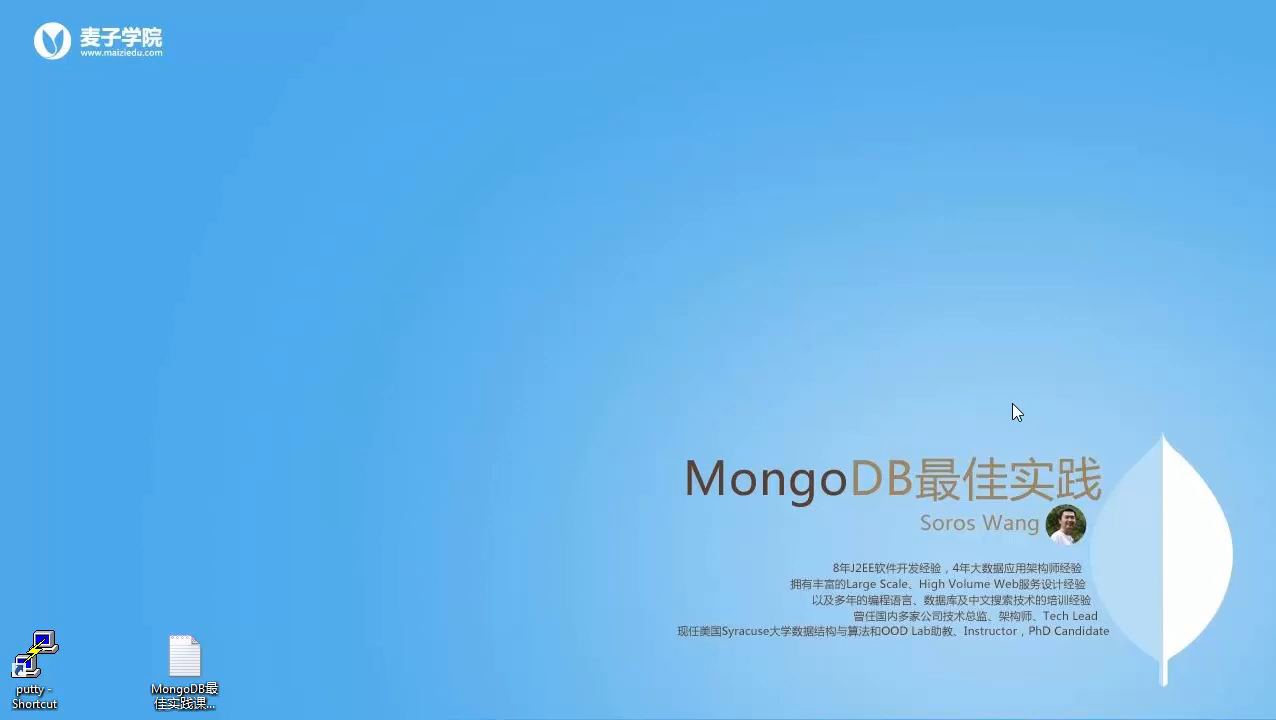 麦子学院
www.maiziedu.com
MongoDB最佳实践
Soros Wang
8年J2EE软件开发经验，4年大数据应用架构师经验
拥有丰富的Large Scale、High Volume Web服务设计经验
以及多年的编程语言、数据库及中文搜索技术的培训经验
曾任国内多家公司技术总监、架构师、Tech Lead
现任美国Syracuse大学数据结构与算法和OOD Lab助教、Instructor，PhD Candidate
putty -
Shortcut
MongoDB最
佳实践课...